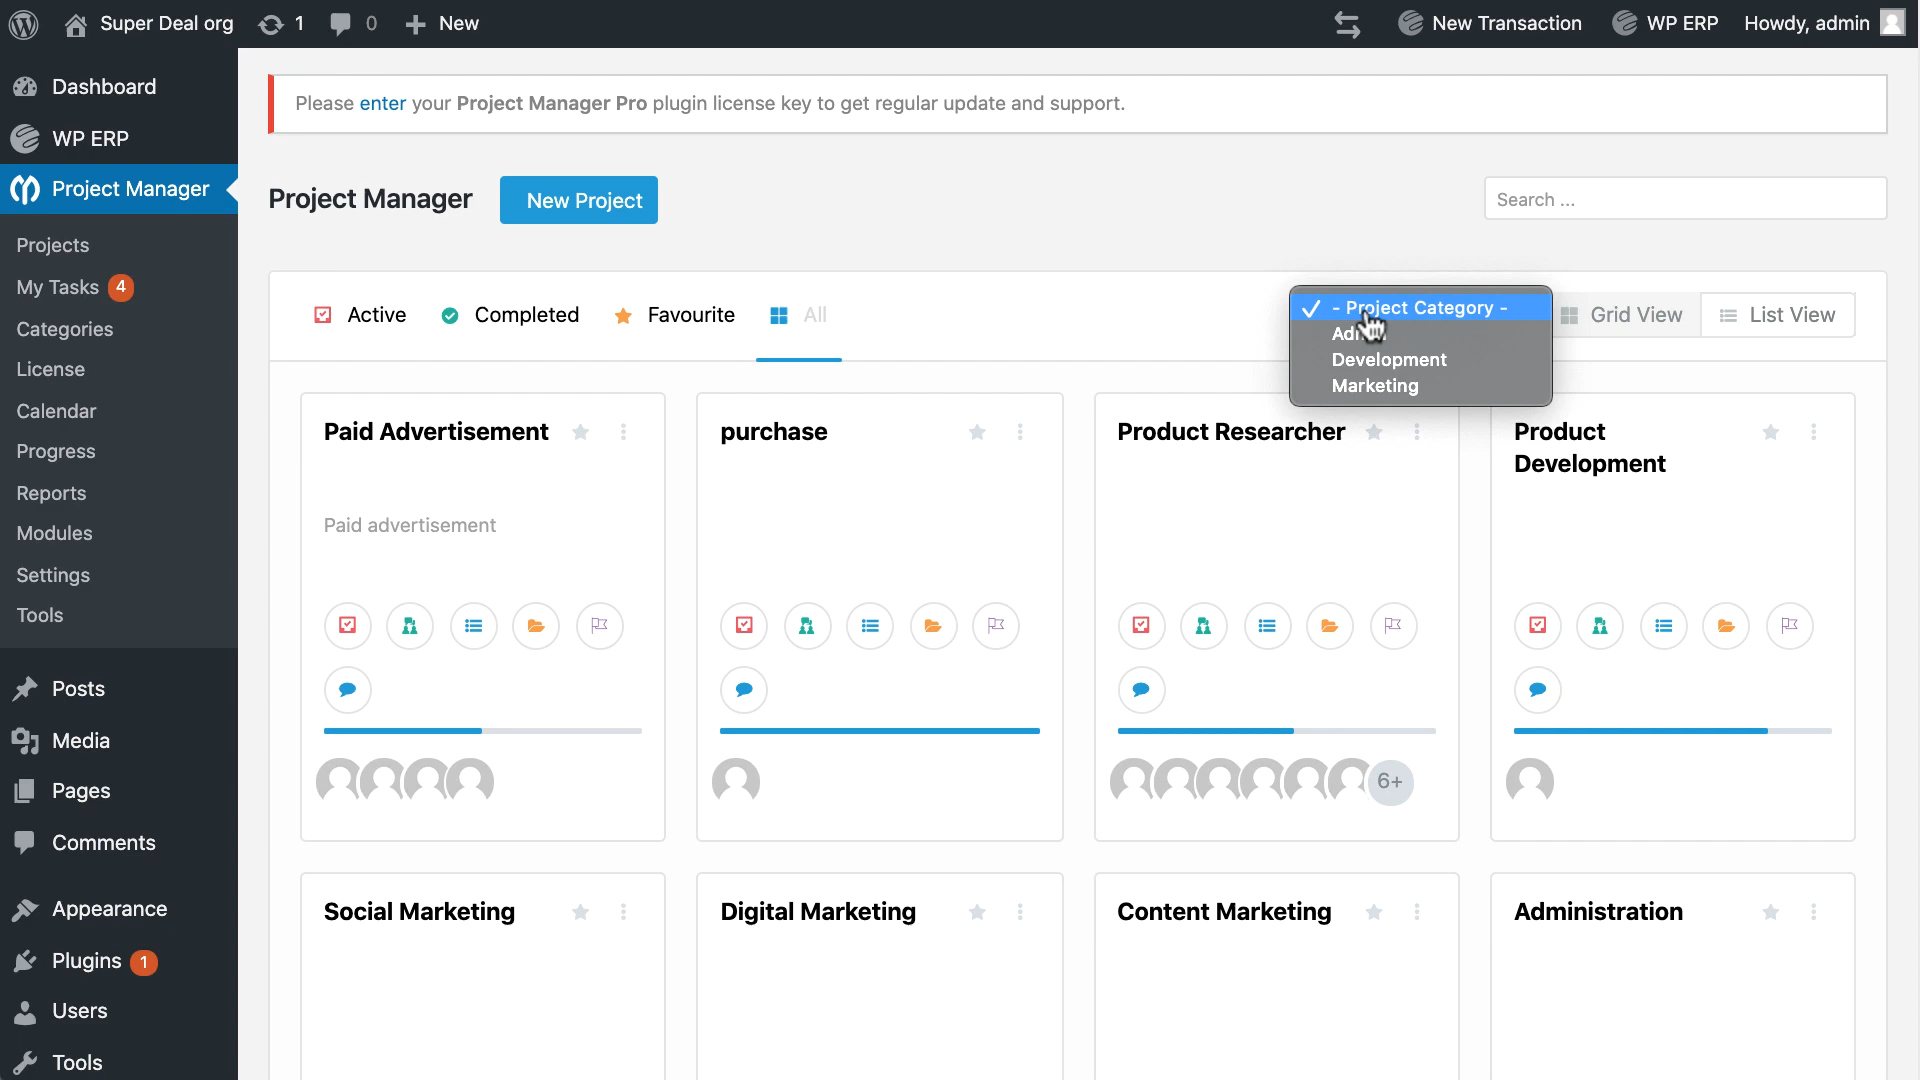 Super Deal org
1
0
New
New Transaction
WP ERP
Howdy, admin
Dashboard
WP ERP
Project Manager
Projects
My Tasks 4
Categories
License
Calendar
Progress
Reports
Modules
Settings
Tools
Posts
Media
Pages
Comments
Appearance
Plugins 1
Users
Tools
Please enter your Project Manager Pro plugin license key to get regular update and support.
Project Manager
New Project
Search ...
Active
Completed
Favourite
All
- Project Category -
Development
Marketing
Grid View
List View
Paid Advertisement
Paid advertisement
purchase
Product Researcher
6+
Product
Development
Social Marketing
Digital Marketing
Content Marketing
Administration